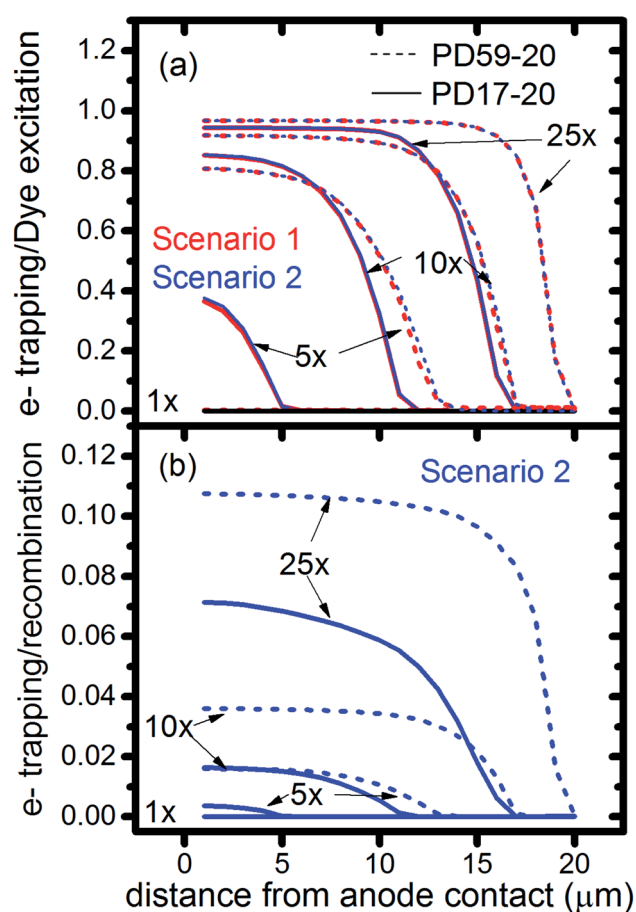 (a)
PD59-20
PD17-20
25x
Scenario 1
Scenario 2
10x
5x
1x
e- trapping/Dye excitation
1.2
1.0
0.8
0.6
0.4
0.2
0.0
(b)
Scenario 2
25x
10x
5x
1x
e- trapping/recombination
0.12
0.10
0.08
0.06
0.04
0.02
0.00
0
5
10
15
20
distance from anode contact (μm)